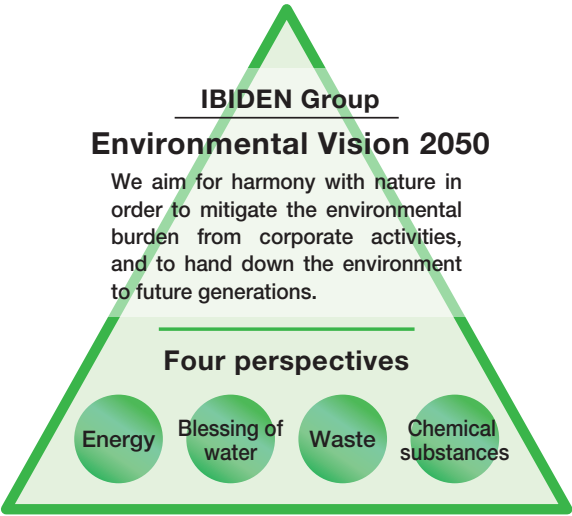 IBIDEN Group
Environmental Vision 2050
We aim for harmony with nature in
order to mitigate the environmental
burden from corporate activities,
and to hand down the environment
to future generations.
Four perspectives
Energy
Blessing of
water
Waste
Chemical
substances